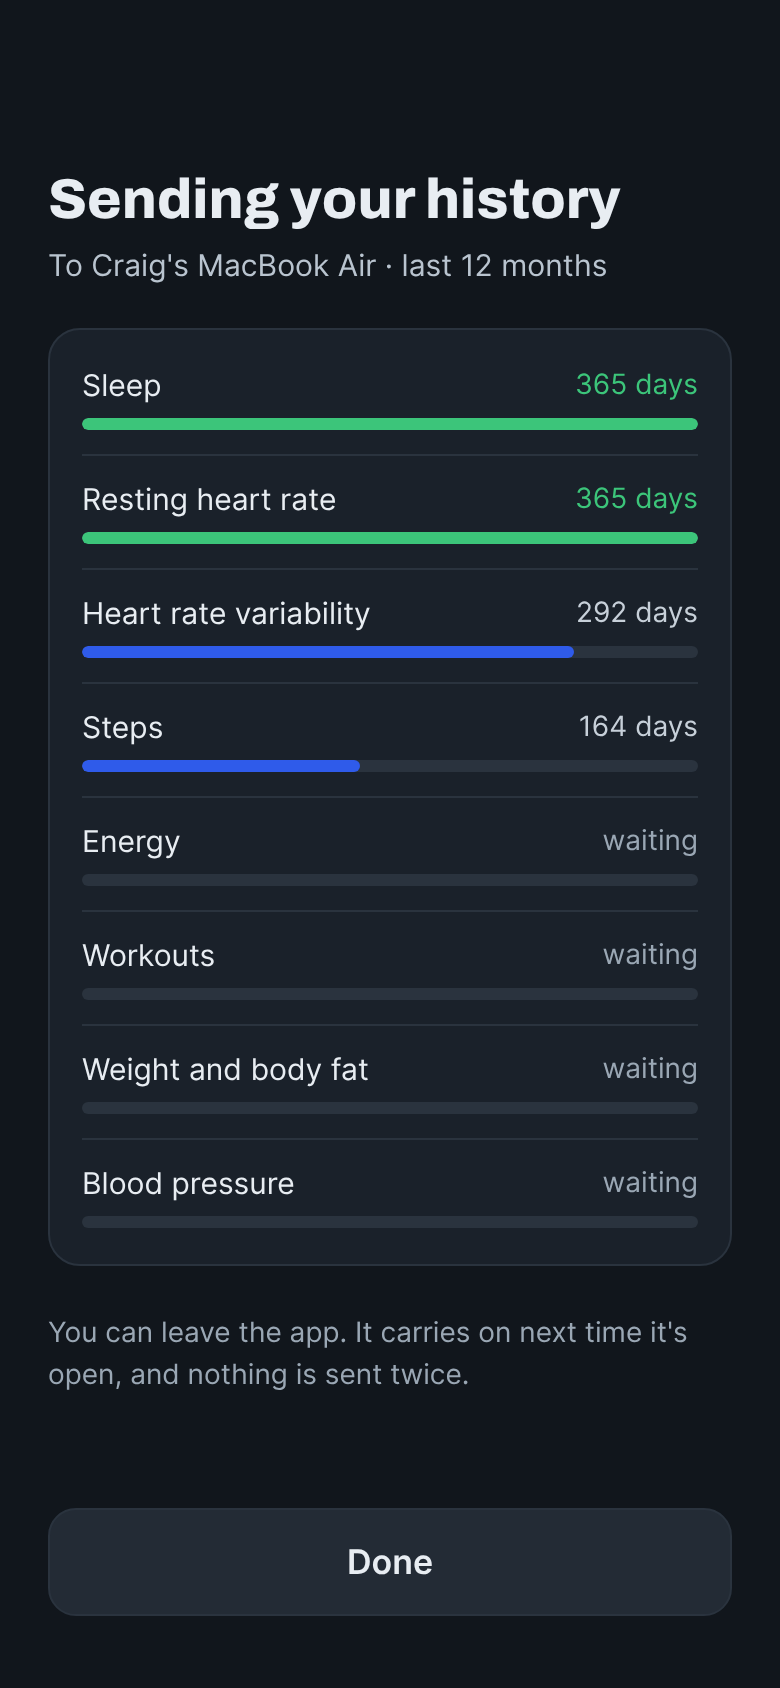 Sending your history
To Craig's MacBook Air · last 12 months
Sleep 365 days
Resting heart rate 365 days
Heart rate variability 292 days
Steps 164 days
Energy waiting
Workouts waiting
Weight and body fat waiting
Blood pressure waiting
You can leave the app. It carries on next time it's
open, and nothing is sent twice.
Done